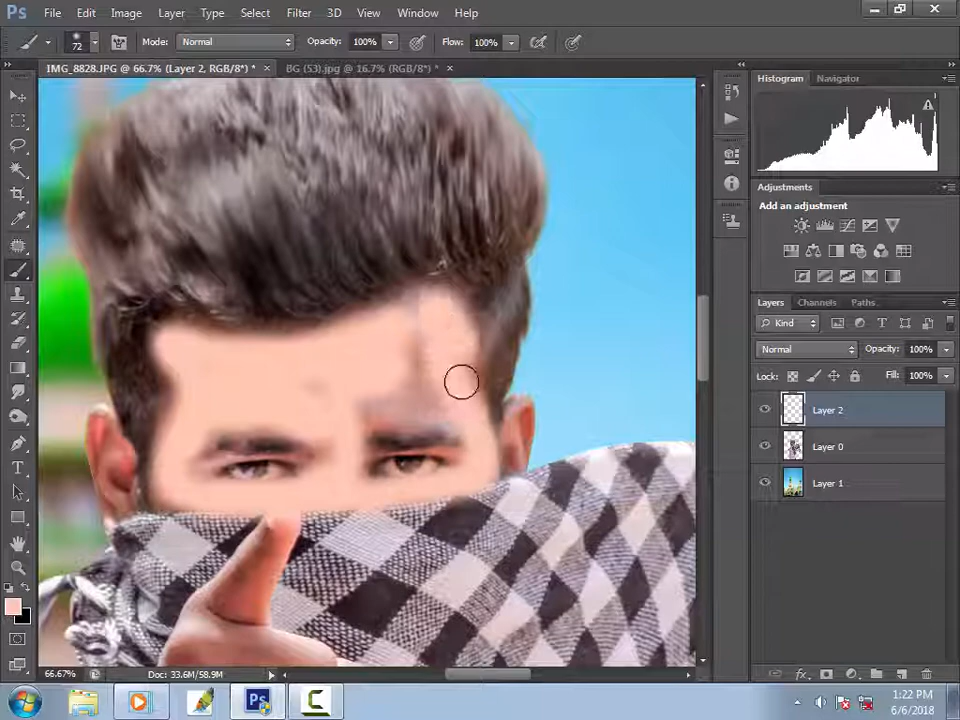 Ps File Edit Image Layer Type Select Filter 3D View Window Help
72 Mode: Normal Opacity: 100% Flow: 100%
IMG_8828.JPG @ 66.7% (Layer 2, RGB/8*) * × BG (53).jpg @ 16.7% (RGB/8*) * ×
Histogram Navigator
Adjustments
Add an adjustment
Layers Channels Paths
Kind
Normal Opacity: 100%
Lock: Fill: 100%
Layer 2
Layer 0
Layer 1
66.67% Doc: 33.6M/58.9M
Ps
1:22 PM
6/6/2018